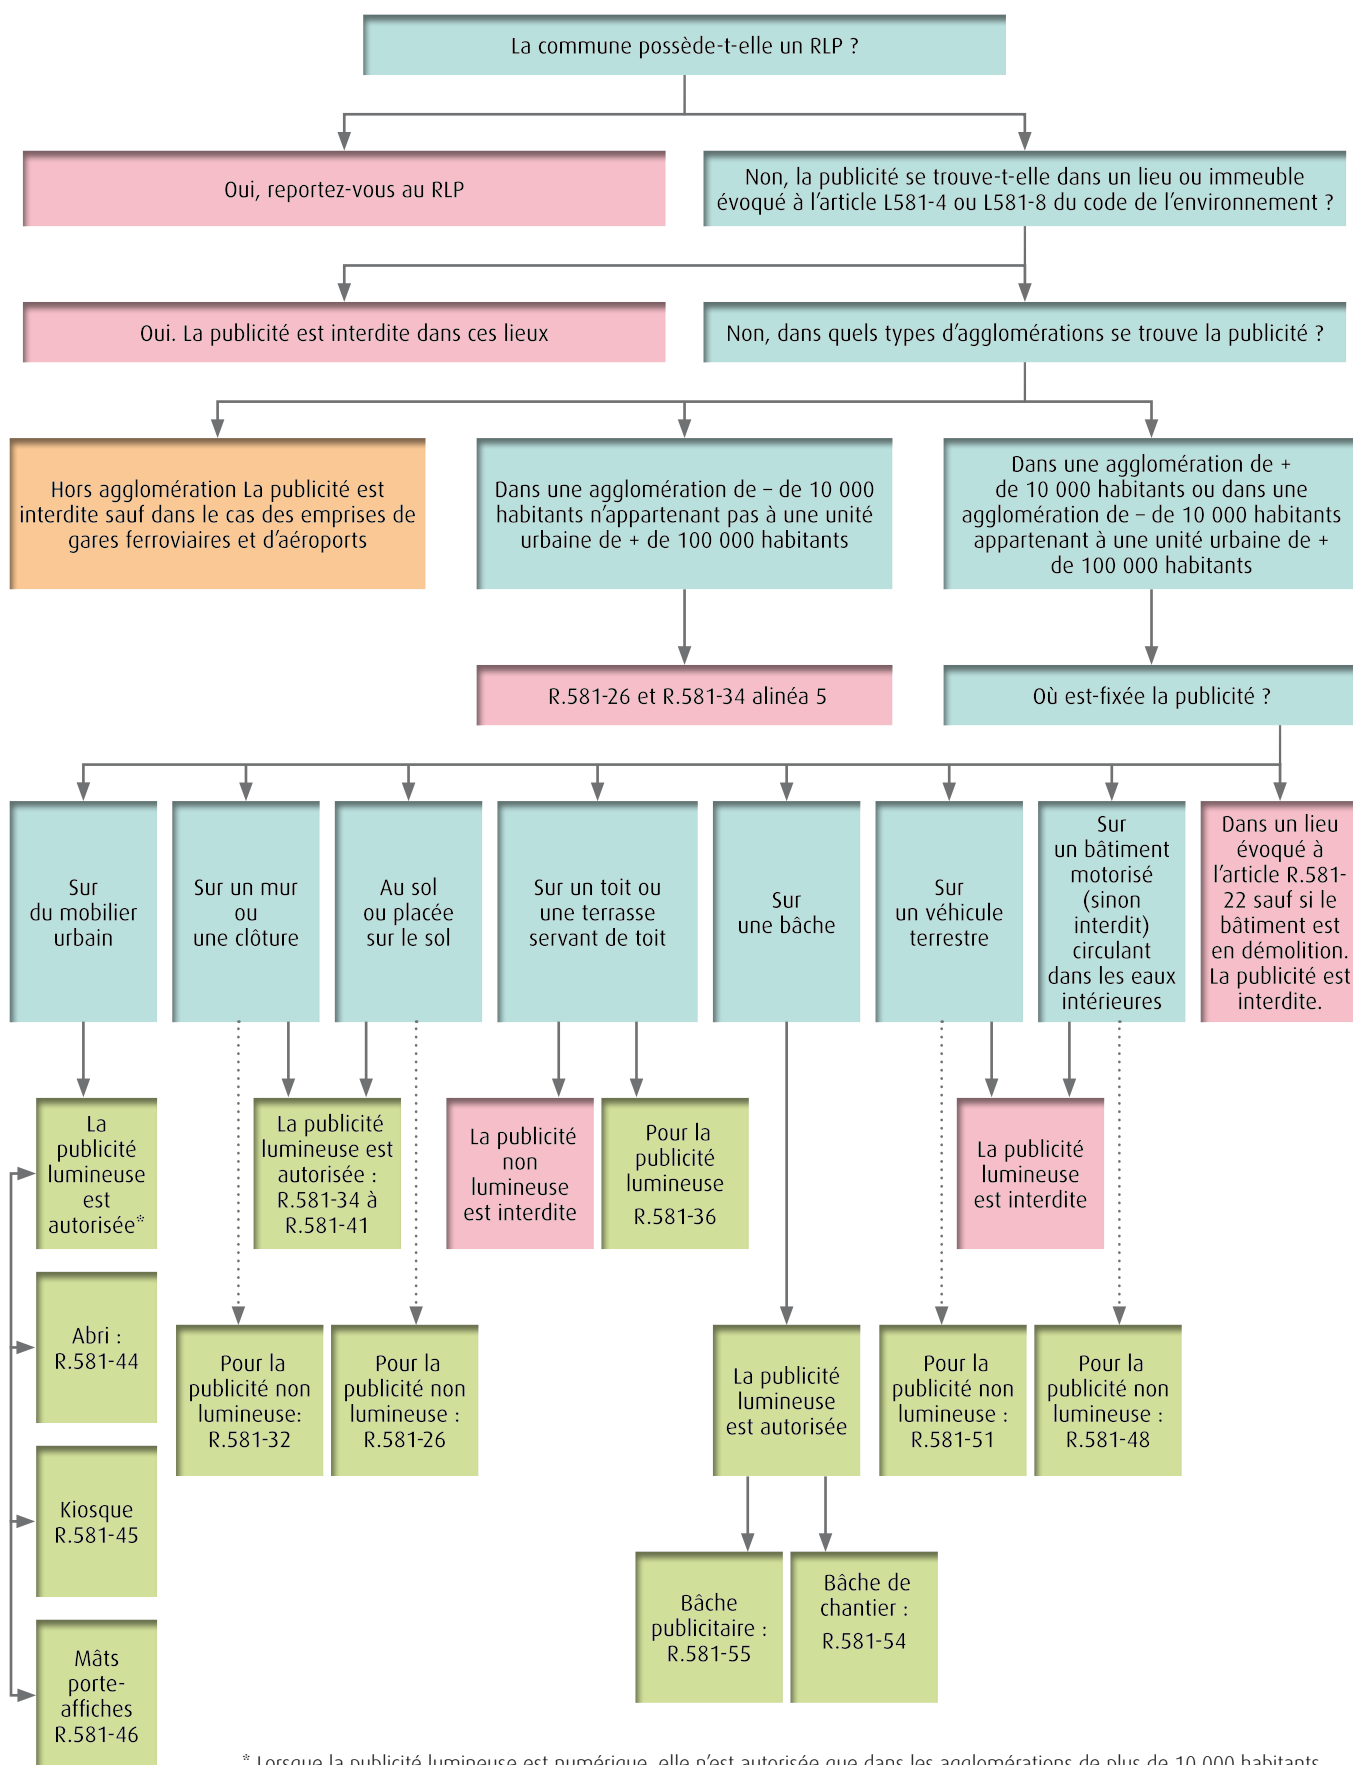 La commune possède-t-elle un RLP ?
Oui, reportez-vous au RLP
Non, la publicité se trouve-t-elle dans un lieu ou immeuble
évoqué à l'article L581-4 ou L581-8 du code de l'environnement ?
Oui. La publicité est interdite dans ces lieux
Non, dans quels types d'agglomérations se trouve la publicité ?
Hors agglomération La publicité est
interdite sauf dans le cas des emprises de
gares ferroviaires et d'aéroports
Dans une agglomération de – de 10 000
habitants n'appartenant pas à une unité
urbaine de + de 100 000 habitants
Dans une agglomération de +
de 10 000 habitants ou dans une
agglomération de – de 10 000 habitants
appartenant à une unité urbaine de +
de 100 000 habitants
R.581-26 et R.581-34 alinéa 5
Où est-fixée la publicité ?
Sur
du mobilier
urbain
Sur un mur
ou
une clôture
Au sol
ou placée
sur le sol
Sur un toit ou
une terrasse
servant de toit
Sur
une bâche
Sur
un véhicule
terrestre
Sur
un bâtiment
motorisé
(sinon
interdit)
circulant
dans les eaux
intérieures
Dans un lieu
évoqué à
l'article R.581-
22 sauf si le
bâtiment est
en démolition.
La publicité est
interdite.
La
publicité
lumineuse
est
autorisée*
La publicité
lumineuse est
autorisée :
R.581-34 à
R.581-41
La publicité
non
lumineuse
est interdite
Pour la
publicité
lumineuse
R.581-36
La publicité
lumineuse
est interdite
Abri :
R.581-44
Pour la
publicité non
lumineuse:
R.581-32
Pour la
publicité non
lumineuse :
R.581-26
La publicité
lumineuse
est autorisée
Pour la
publicité non
lumineuse :
R.581-51
Pour la
publicité non
lumineuse :
R.581-48
Kiosque
R.581-45
Bâche
publicitaire :
R.581-55
Bâche de
chantier :
R.581-54
Mâts
porte-
affiches
R.581-46
* Lorsque la publicité lumineuse est numérique, elle n'est autorisée que dans les agglomérations de plus de 10 000 habitants